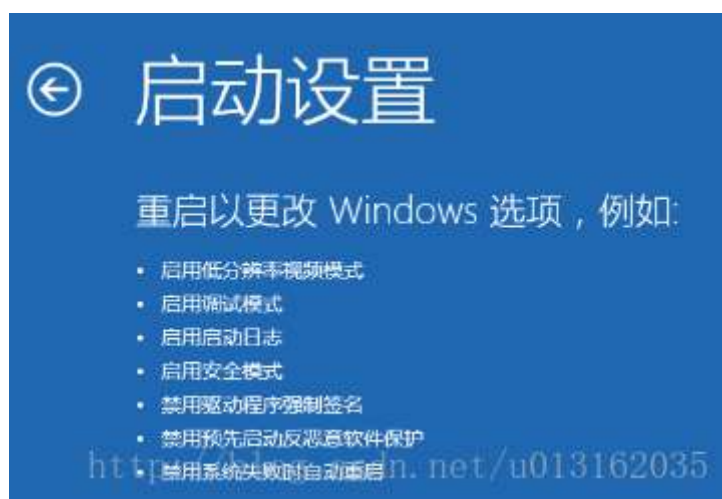 启动设置
重启以更改 Windows 选项，例如:
• 启用低分辨率视频模式
• 启用调试模式
• 启用启动日志
• 启用安全模式
• 禁用驱动程序强制签名
• 禁用预先启动反恶意软件保护
• 禁用系统失败时自动重启